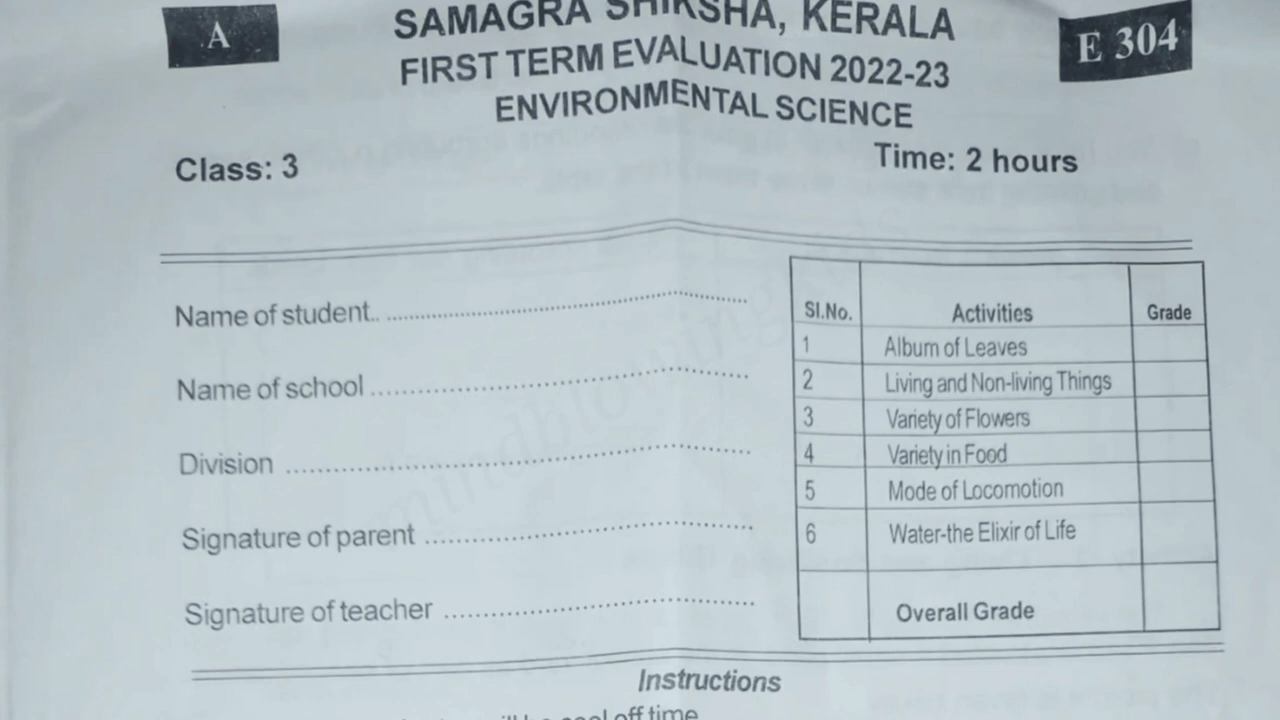 A
SAMAGRA SHIKSHA, KERALA
E 304
FIRST TERM EVALUATION 2022-23
ENVIRONMENTAL SCIENCE
Class: 3
Time: 2 hours
Name of student.. ........................................
Name of school ........................................
Division ........................................
Signature of parent ........................................
Signature of teacher ........................................
Sl.No. Activities Grade
1 Album of Leaves
2 Living and Non-living Things
3 Variety of Flowers
4 Variety in Food
5 Mode of Locomotion
6 Water-the Elixir of Life
Overall Grade
Instructions
off time